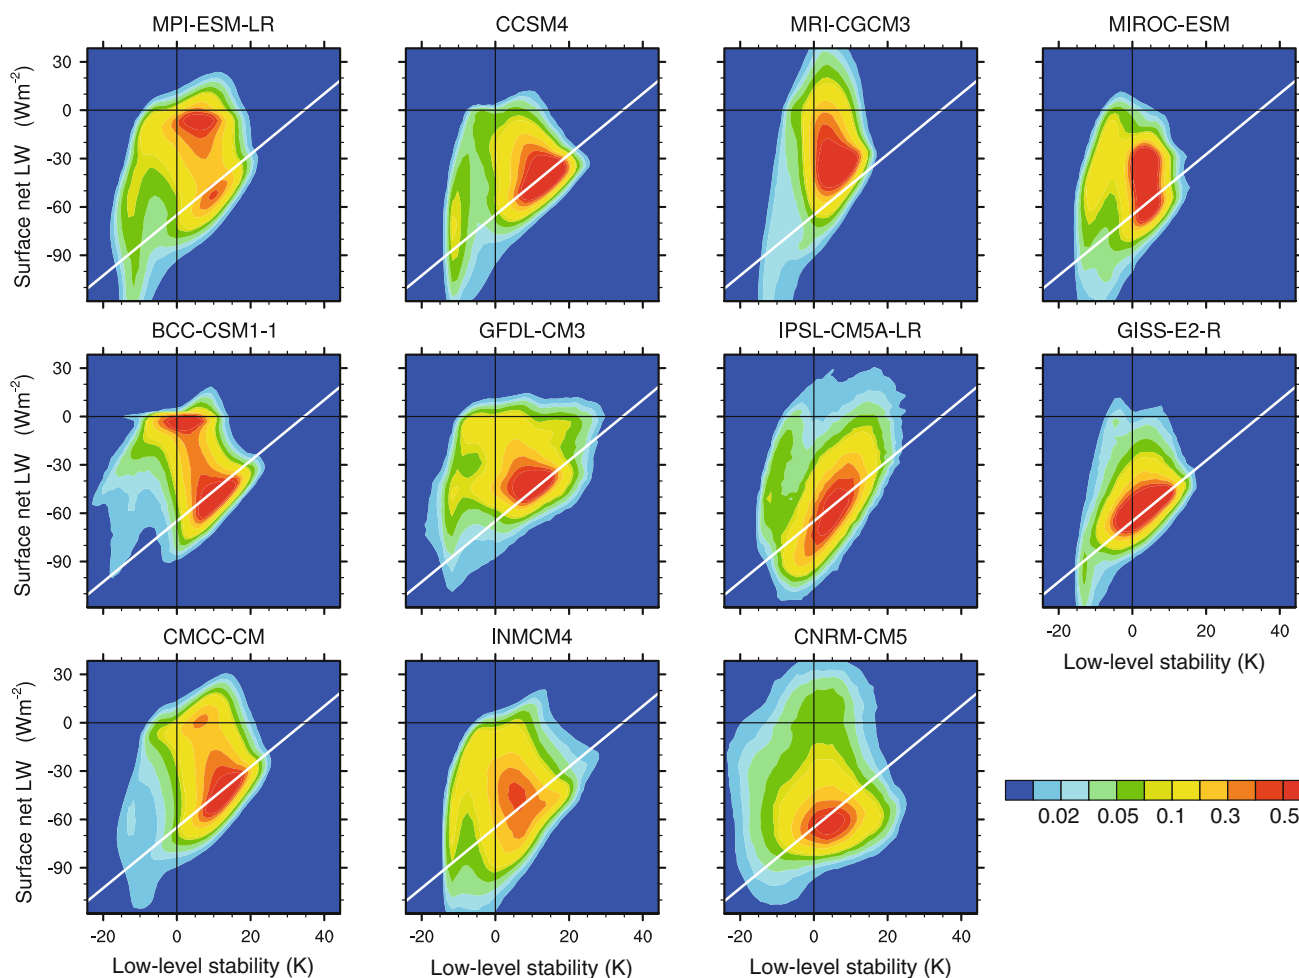 MPI-ESM-LR CCSM4 MRI-CGCM3 MIROC-ESM
Surface net LW (Wm-2)
30
0
-30
-60
-90
BCC-CSM1-1 GFDL-CM3 IPSL-CM5A-LR GISS-E2-R
Surface net LW (Wm-2)
30
0
-30
-60
-90
-20 0 20 40
Low-level stability (K)
CMCC-CM INMCM4 CNRM-CM5
Surface net LW (Wm-2)
30
0
-30
-60
-90
-20 0 20 40 -20 0 20 40 -20 0 20 40
Low-level stability (K) Low-level stability (K) Low-level stability (K)
0.02 0.05 0.1 0.3 0.5